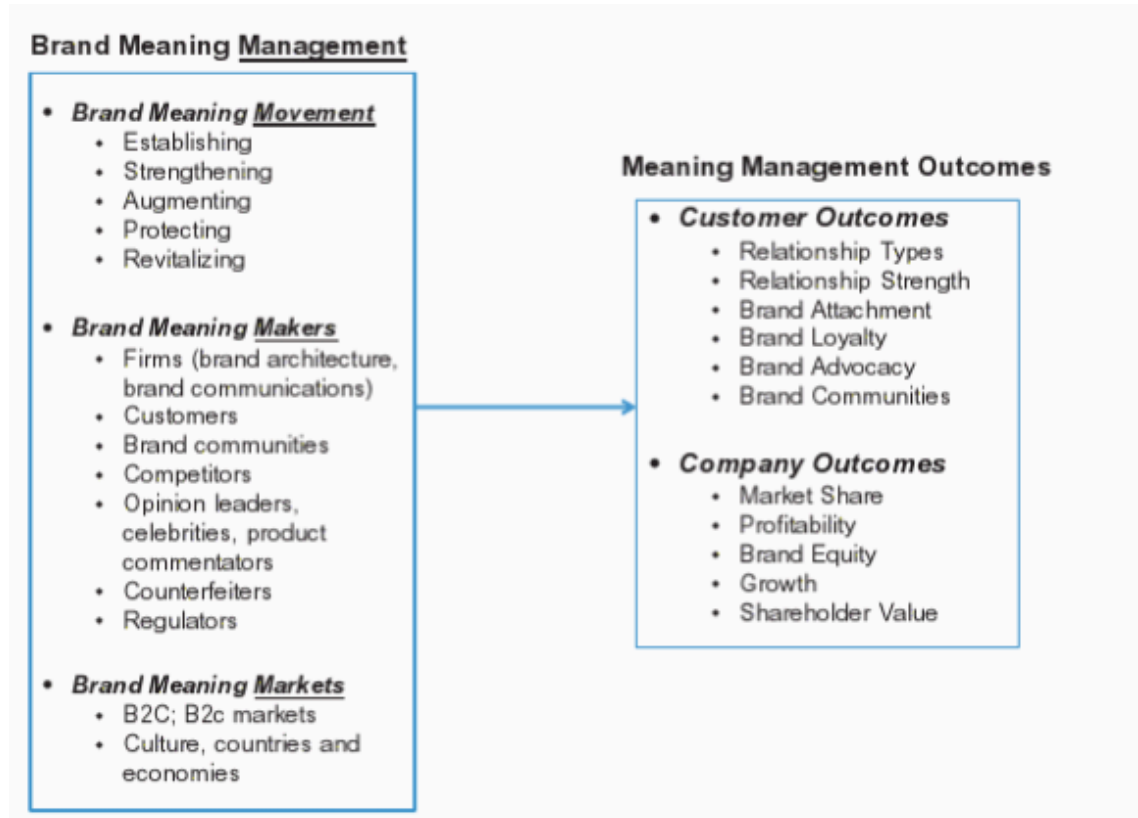 Brand Meaning Management
• Brand Meaning Movement
• Establishing
• Strengthening
• Augmenting
• Protecting
• Revitalizing
• Brand Meaning Makers
• Firms (brand architecture,
brand communications)
• Customers
• Brand communities
• Competitors
• Opinion leaders,
celebrities, product
commentators
• Counterfeiters
• Regulators
• Brand Meaning Markets
• B2C; B2c markets
• Culture, countries and
economies
Meaning Management Outcomes
• Customer Outcomes
• Relationship Types
• Relationship Strength
• Brand Attachment
• Brand Loyalty
• Brand Advocacy
• Brand Communities
• Company Outcomes
• Market Share
• Profitability
• Brand Equity
• Growth
• Shareholder Value